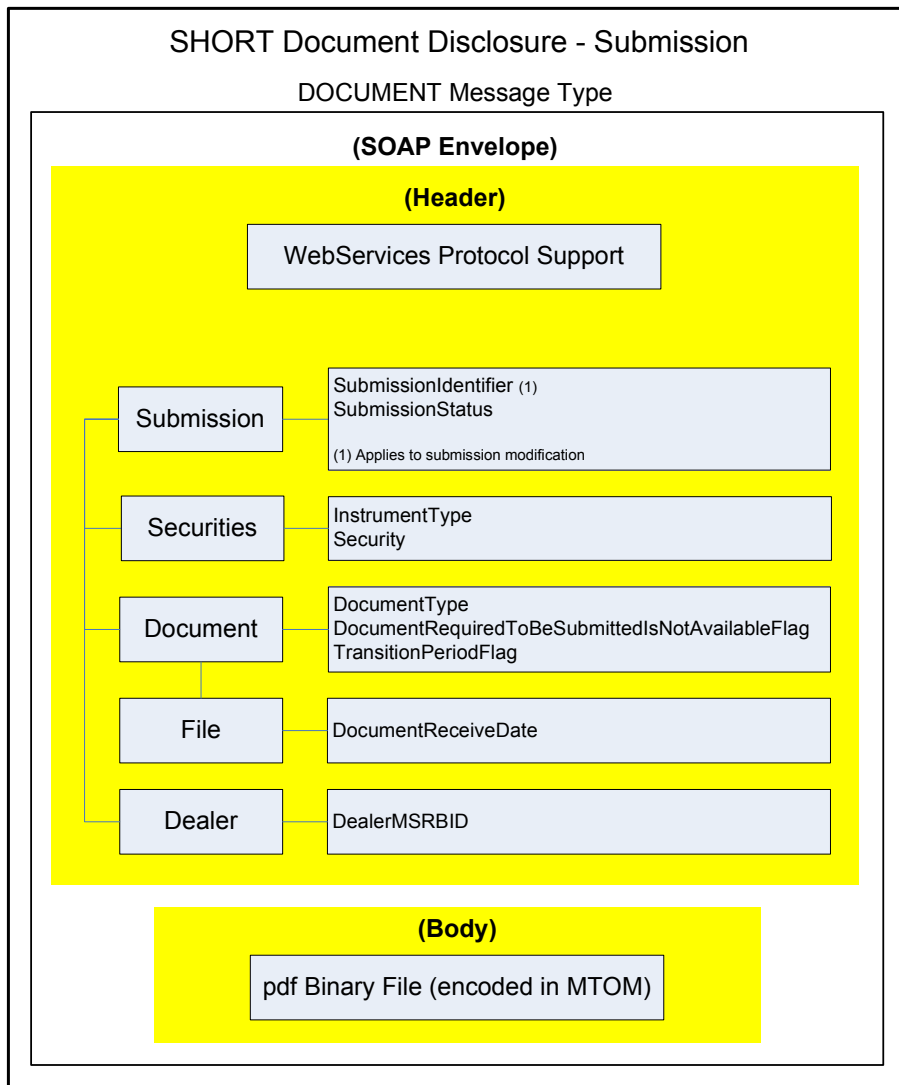 SHORT Document Disclosure - Submission
DOCUMENT Message Type
(SOAP Envelope)
(Header)
WebServices Protocol Support
Submission
SubmissionIdentifier (1)
SubmissionStatus
(1) Applies to submission modification
Securities
InstrumentType
Security
Document
DocumentType
DocumentRequiredToBeSubmittedIsNotAvailableFlag
TransitionPeriodFlag
File
DocumentReceiveDate
Dealer
DealerMSRBID
(Body)
pdf Binary File (encoded in MTOM)